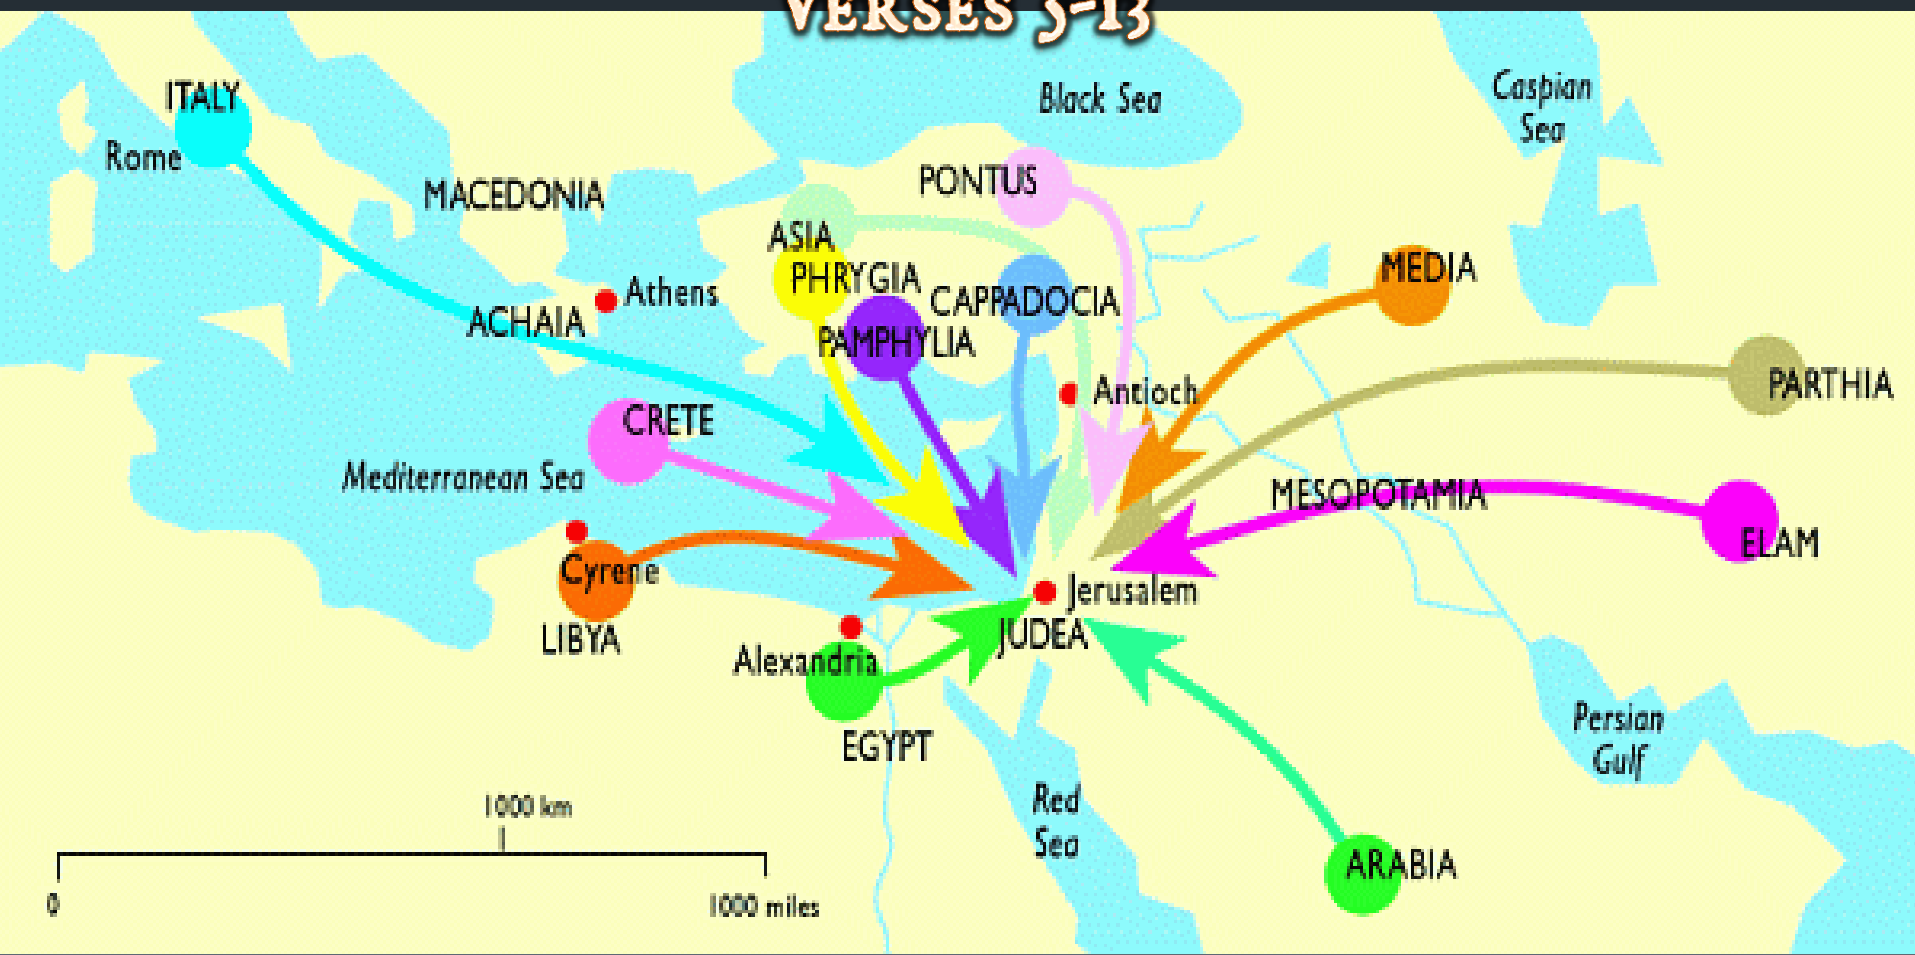 VERSES 5-13
ITALY
Rome
MACEDONIA
Black Sea
Caspian
Sea
PONTUS
ASIA
PHRYGIA
CAPPADOCIA
PAMPHYLIA
MEDIA
Athens
ACHAIA
Antioch
PARTHIA
CRETE
Mediterranean Sea
MESOPOTAMIA
ELAM
Cyrene
LIBYA
Jerusalem
JUDEA
Alexandria
EGYPT
Persian
Gulf
Red
Sea
ARABIA
1000 km
0
1000 miles